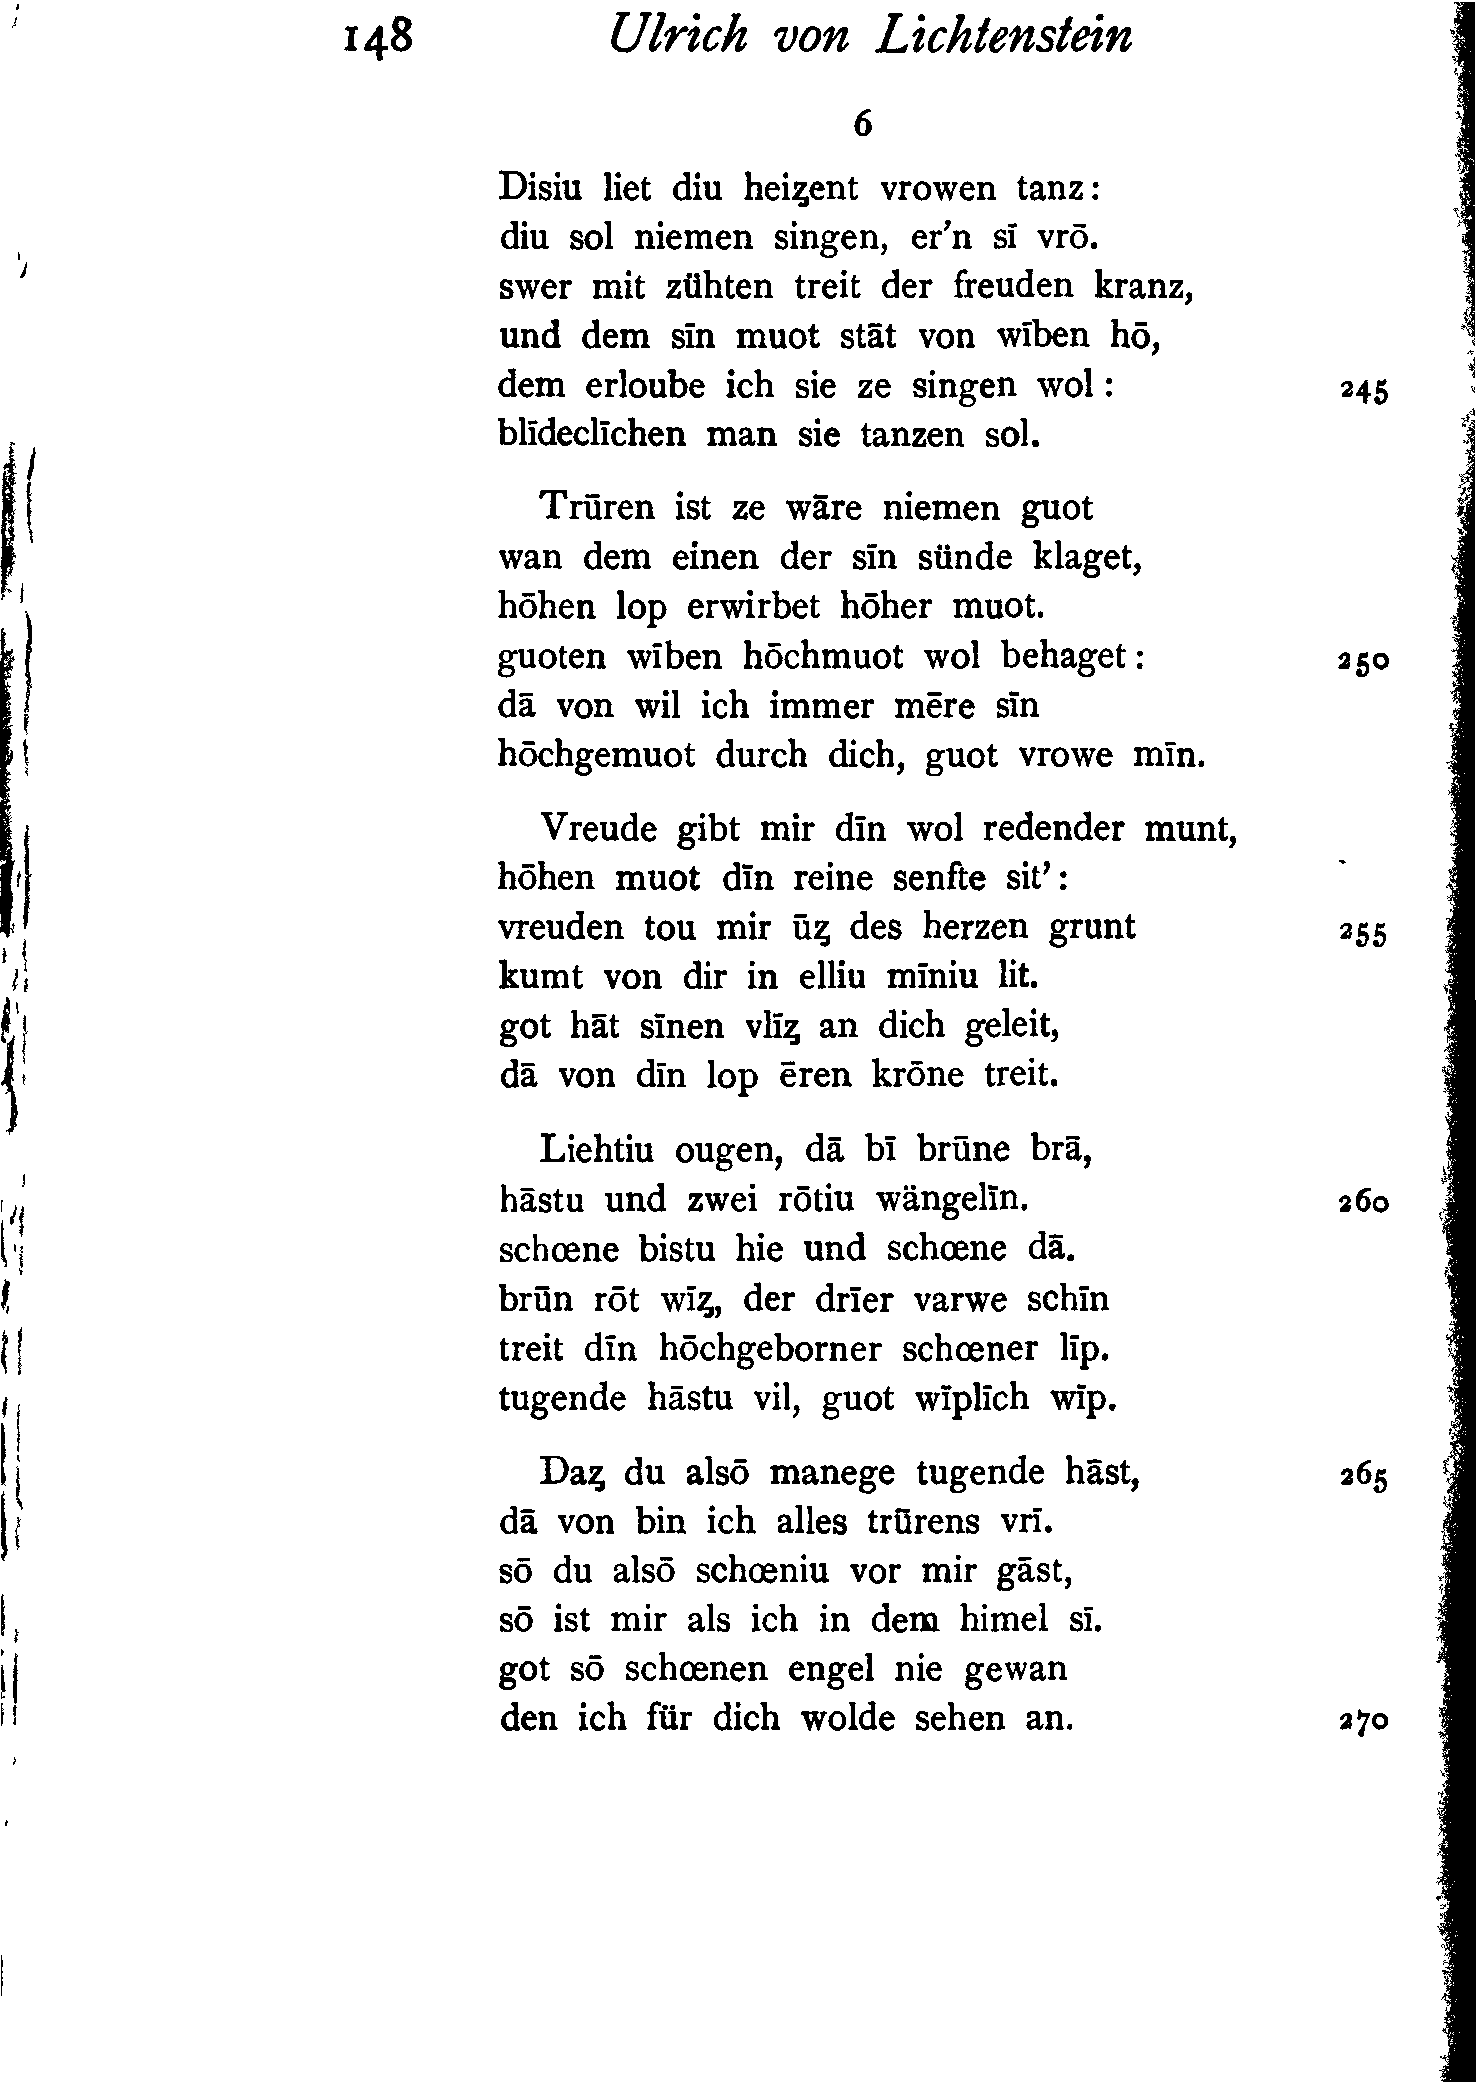 148 Ulrich von Lichtenstein
6
Disiu liet diu heiȥent vrowen tanz:
diu sol niemen singen, er’n sī vrō.
swer mit zühten treit der freuden kranz,
und dem sīn muot stāt von wīben hō,
dem erloube ich sie ze singen wol: 245
blīdeclīchen man sie tanzen sol.
Trūren ist ze wāre niemen guot
wan dem einen der sīn sünde klaget,
hōhen lop erwirbet hōher muot.
guoten wīben hōchmuot wol behaget: 250
dā von wil ich immer mēre sīn
hōchgemuot durch dich, guot vrowe mīn.
Vreude gibt mir dīn wol redender munt,
hōhen muot dīn reine senfte sit’:
vreuden tou mir ūȥ des herzen grunt 255
kumt von dir in elliu mīniu lit.
got hāt sīnen vlīȥ an dich geleit,
dā von dīn lop ēren krōne treit.
Liehtiu ougen, dā bī brūne brā,
hāstu und zwei rōtiu wängelīn. 260
schœne bistu hie und schœne dā.
brūn rōt wīȥ, der drīer varwe schīn
treit dīn hōchgeborner schœner līp.
tugende hāstu vil, guot wīplīch wīp.
Daȥ du alsō manege tugende hāst, 265
dā von bin ich alles trūrens vrī.
sō du alsō schœniu vor mir gāst,
sō ist mir als ich in dem himel sī.
got sō schœnen engel nie gewan
den ich für dich wolde sehen an. 270